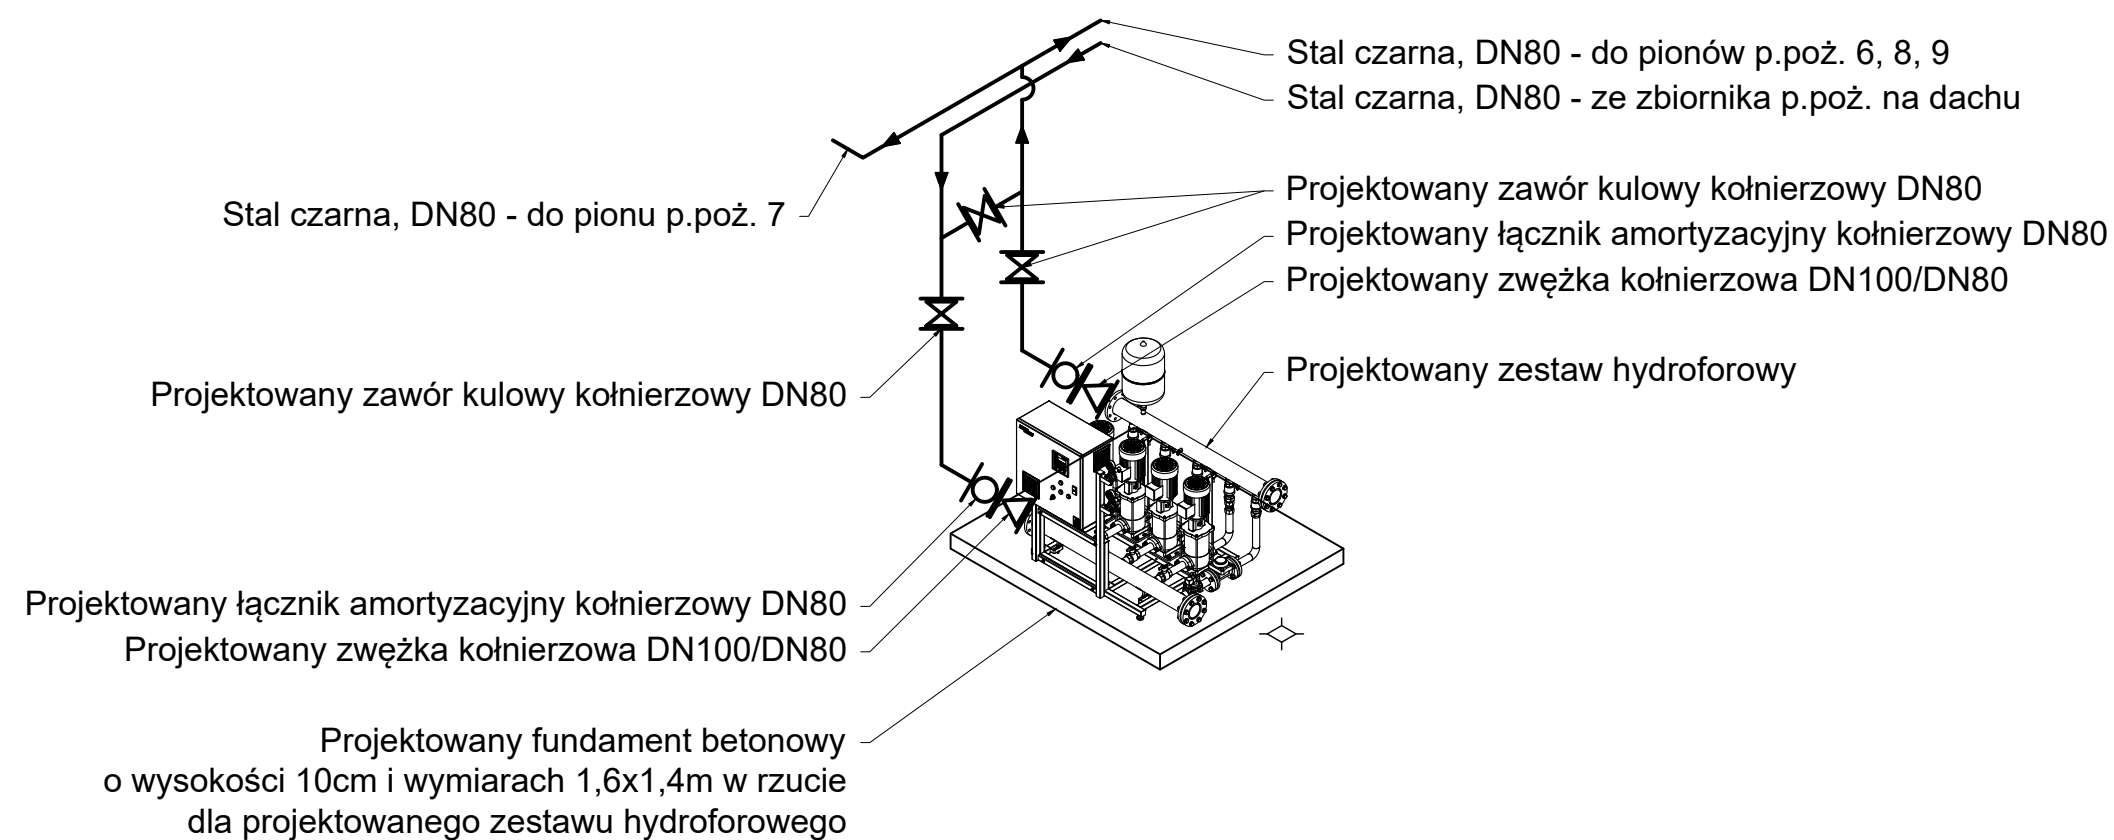 Stal czarna, DN80 - do pionów p.poż. 6, 8, 9
Stal czarna, DN80 - ze zbiornika p.poż. na dachu
Projektowany zawór kulowy kołnierzowy DN80
Stal czarna, DN80 - do pionu p.poż. 7
Projektowany łącznik amortyzacyjny kołnierzowy DN80
Projektowany zwężka kołnierzowa DN100/DN80
Projektowany zestaw hydroforowy
Projektowany zawór kulowy kołnierzowy DN80
Projektowany łącznik amortyzacyjny kołnierzowy DN80
Projektowany zwężka kołnierzowa DN100/DN80
Projektowany fundament betonowy
o wysokości 10cm i wymiarach 1,6x1,4m w rzucie
dla projektowanego zestawu hydroforowego